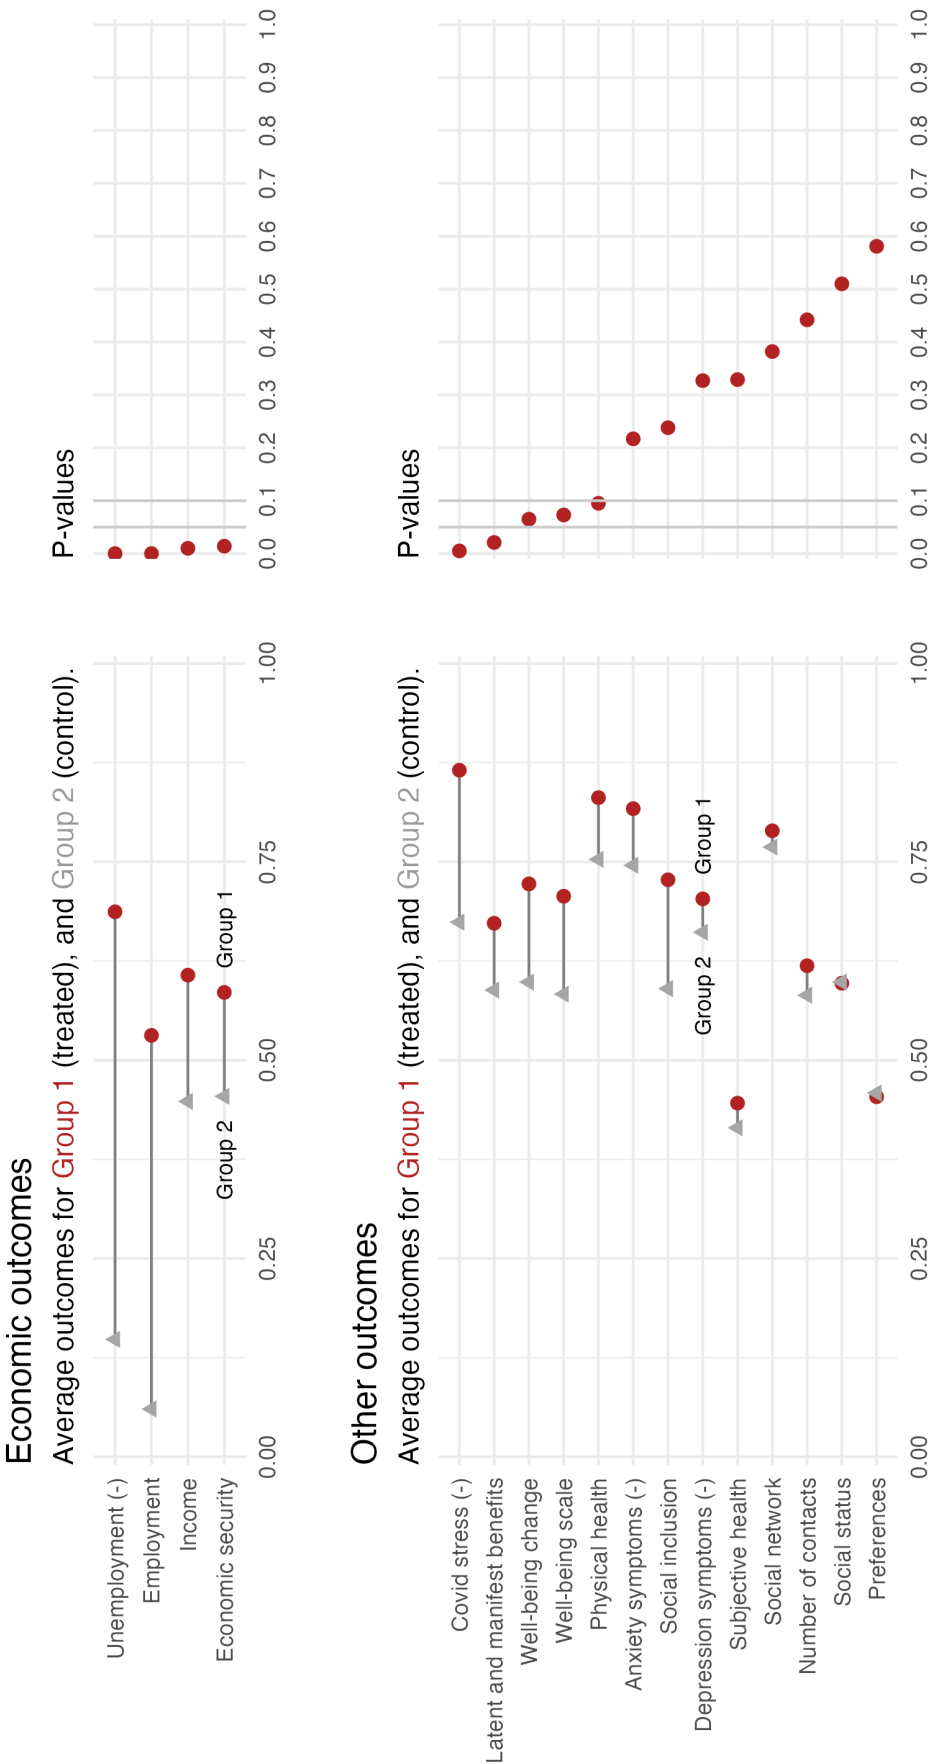 Economic outcomes
Average outcomes for Group 1 (treated), and Group 2 (control).
P-values
Unemployment (-)
Employment
Income
Economic security
Group 2
Group 1
0.00 0.25 0.50 0.75 1.00
0.0 0.1 0.2 0.3 0.4 0.5 0.6 0.7 0.8 0.9 1.0
Other outcomes
Average outcomes for Group 1 (treated), and Group 2 (control).
P-values
Covid stress (-)
Latent and manifest benefits
Well-being change
Well-being scale
Physical health
Anxiety symptoms (-)
Social inclusion
Depression symptoms (-)
Group 2
Group 1
Subjective health
Social network
Number of contacts
Social status
Preferences
0.00 0.25 0.50 0.75 1.00
0.0 0.1 0.2 0.3 0.4 0.5 0.6 0.7 0.8 0.9 1.0